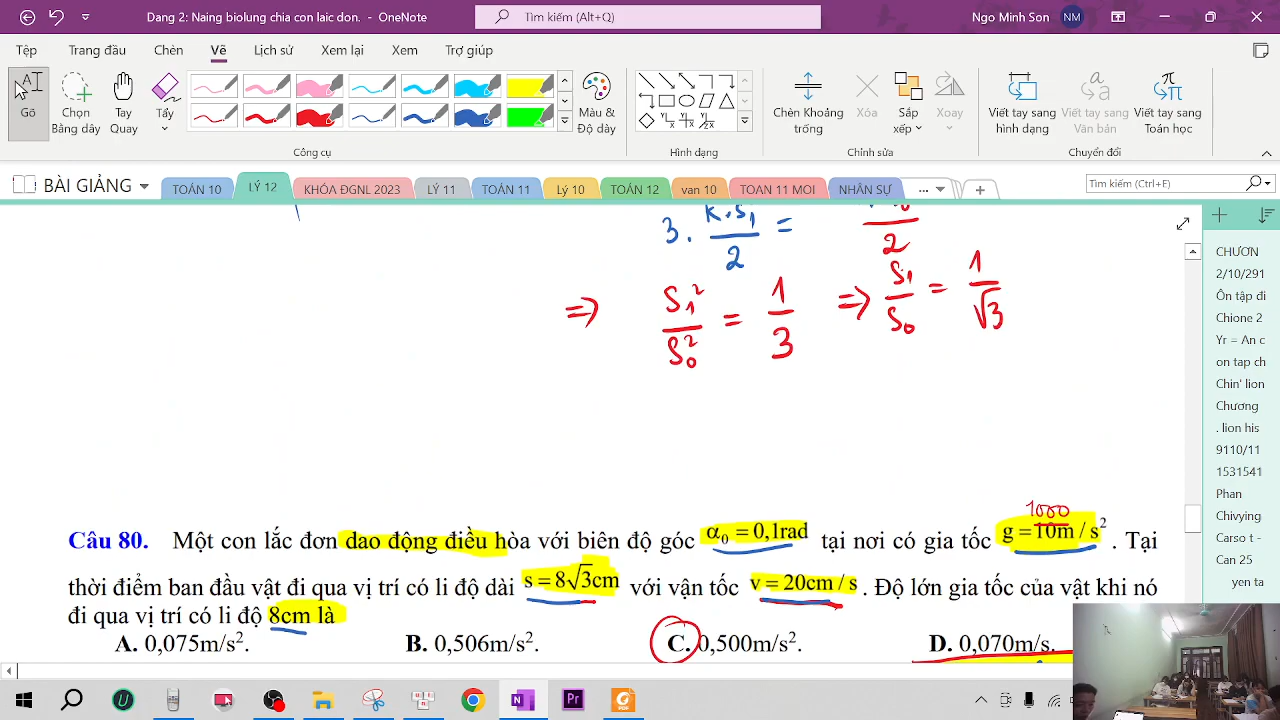 Dang 2: Naing biolung chia con laic don. - OneNote
Tìm kiếm (Alt+Q)
Ngo Minh Son
NM
Tệp
Trang đầu
Chèn
Vẽ
Lịch sử
Xem lại
Xem
Trợ giúp
Gõ
Chọn Bằng dây
Tay Quay
Tẩy
Màu & Độ dày
Chèn Khoảng trống
Xóa
Sắp xếp
Xoay
Viết tay sang hình dạng
Viết tay sang Văn bản
Viết tay sang Toán học
Công cụ
Hình dạng
Chỉnh sửa
Chuyển đổi
BÀI GIẢNG
TOÁN 10
LÝ 12
KHÓA ĐGNL 2023
LÝ 11
TOÁN 11
Lý 10
TOÁN 12
van 10
TOAN 11 MOI
NHÂN SỰ
...
Tìm kiếm (Ctrl+E)
3. K.S₁/2 = /2
=> S₁²/S₀² = 1/3 => S₁/S₀ = 1/√3
1000
Câu 80. Một con lắc đơn dao động điều hòa với biên độ góc α₀ = 0,1rad tại nơi có gia tốc g = 10m / s² . Tại
thời điểm ban đầu vật đi qua vị trí có li độ dài s = 8√3cm với vận tốc v = 20cm / s . Độ lớn gia tốc của vật khi nó
đi qua vị trí có li độ 8cm là
A. 0,075m/s². B. 0,506m/s². C. 0,500m/s². D. 0,070m/s.
CHƯƠN
2/10/291
Ôn tập đi
Chione 2
Yr = An c
on tap ch
Chin' lion
Chương
. lion his
9110/11
1531541
Phan
Chivying
Carso t -
Can 25
yen ta